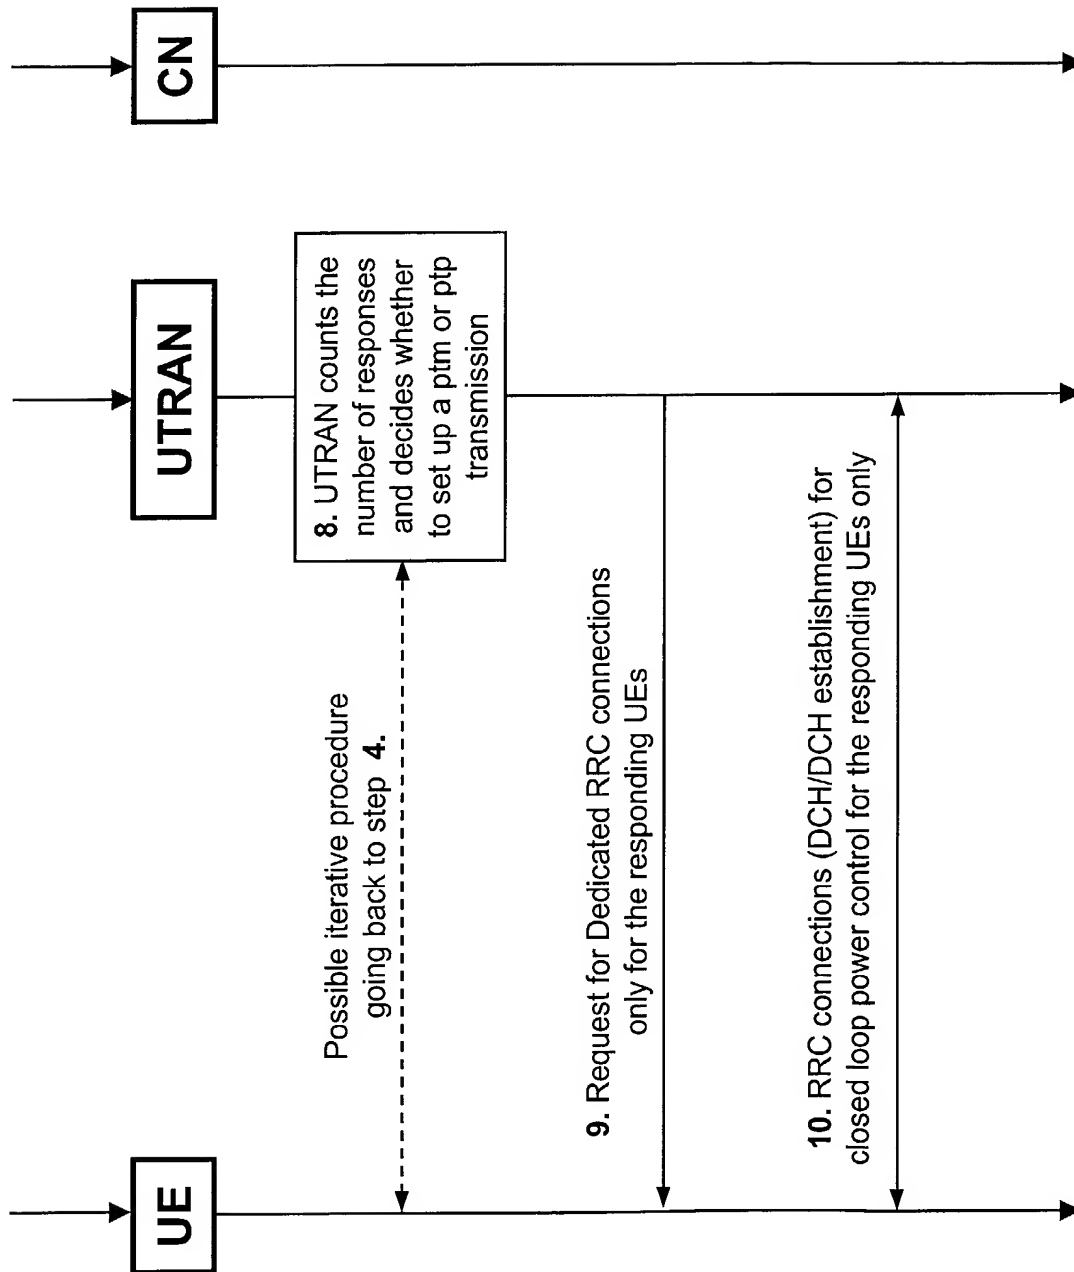 UE
UTRAN
CN
8. UTRAN counts the
number of responses
and decides whether
to set up a ptm or ptp
transmission
Possible iterative procedure
going back to step 4.
9. Request for Dedicated RRC connections
only for the responding UEs
10. RRC connections (DCH/DCH establishment) for
closed loop power control for the responding UEs only